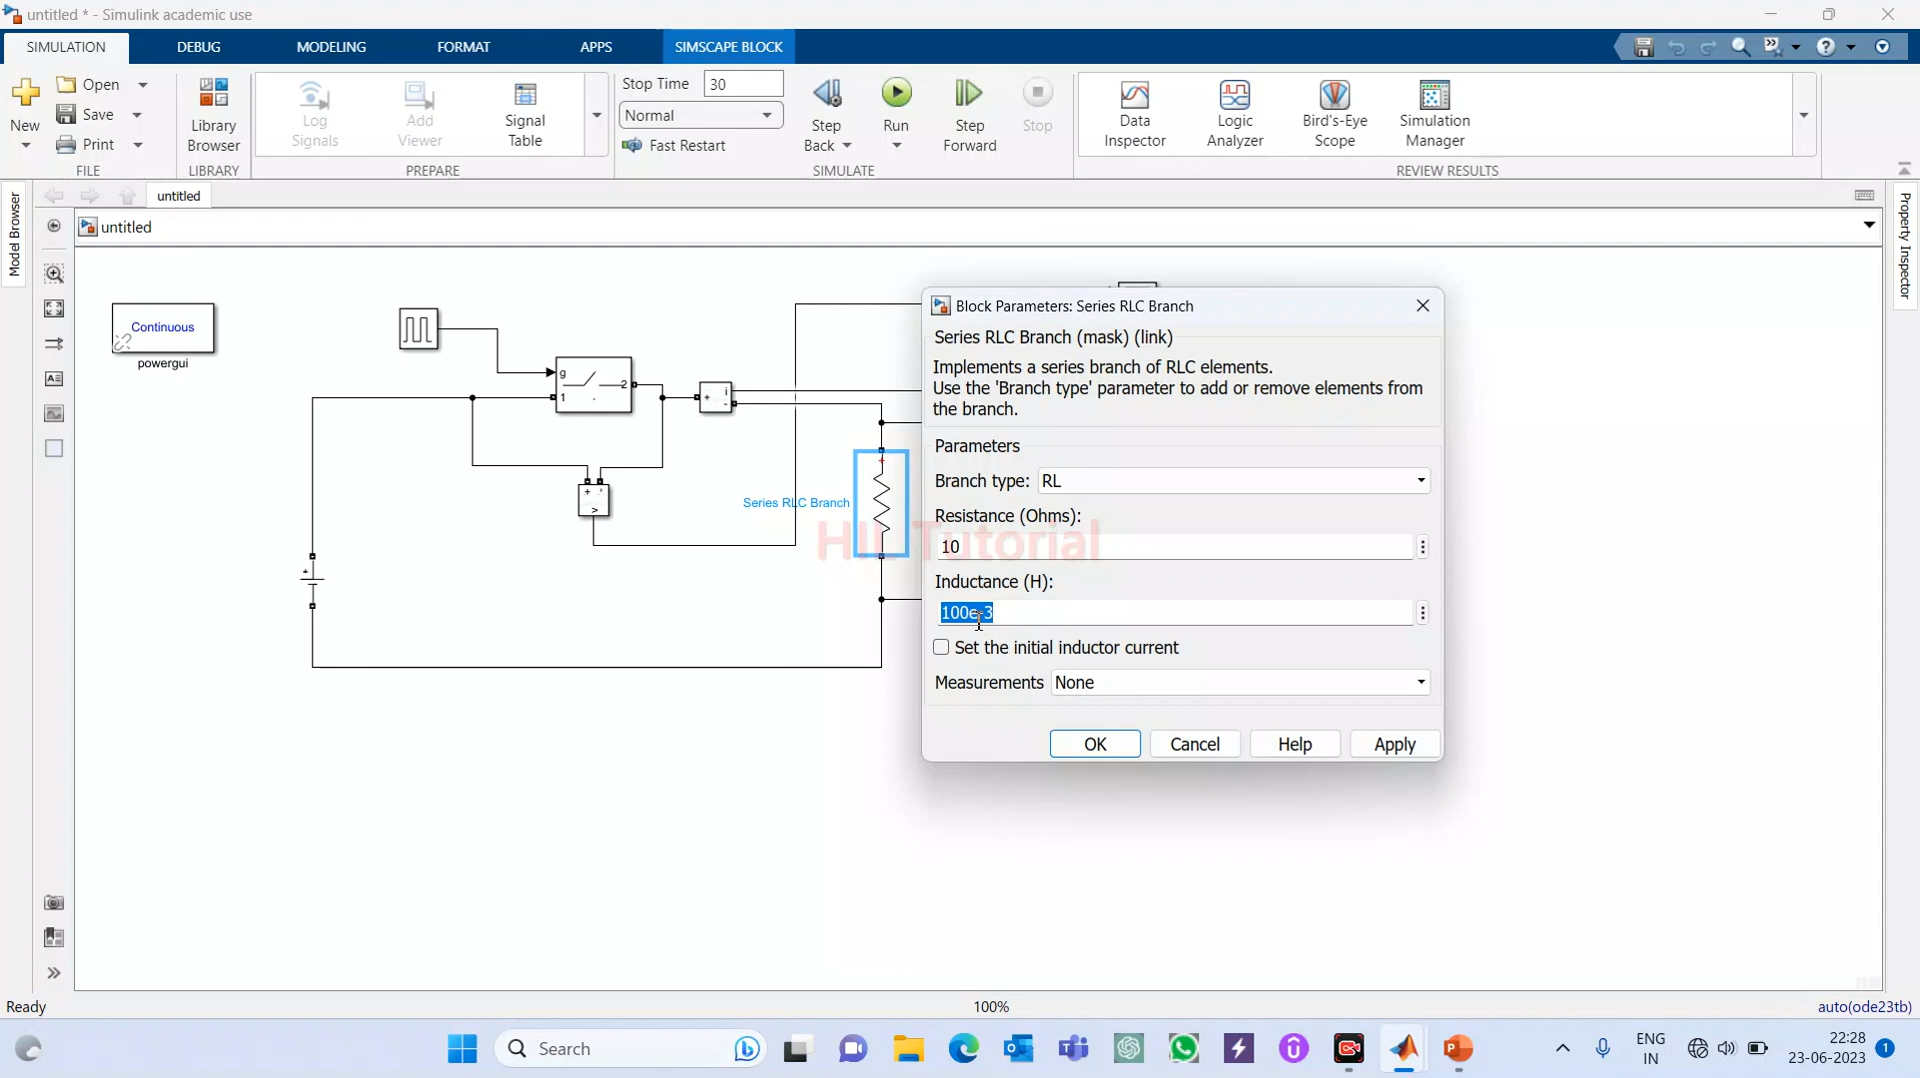 untitled * - Simulink academic use
SIMULATION
DEBUG
MODELING
FORMAT
APPS
SIMSCAPE BLOCK
New
Open
Save
Print
FILE
Library
Browser
LIBRARY
Log
Signals
Add
Viewer
Signal
Table
PREPARE
Stop Time 30
Normal
Fast Restart
Step
Back
Run
Step
Forward
Stop
SIMULATE
Data
Inspector
Logic
Analyzer
Bird's-Eye
Scope
Simulation
Manager
REVIEW RESULTS
Model Browser
untitled
untitled
Property Inspector
Continuous
powergui
g
1
2
+
i
-
+
-
>
+
Series RLC Branch
+
HIL Tutorial
Block Parameters: Series RLC Branch
Series RLC Branch (mask) (link)
Implements a series branch of RLC elements.
Use the 'Branch type' parameter to add or remove elements from
the branch.
Parameters
Branch type: RL
Resistance (Ohms):
10
Inductance (H):
100e-3
Set the initial inductor current
Measurements None
OK
Cancel
Help
Apply
Ready
100%
auto(ode23tb)
Search
ENG
IN
22:28
23-06-2023
1